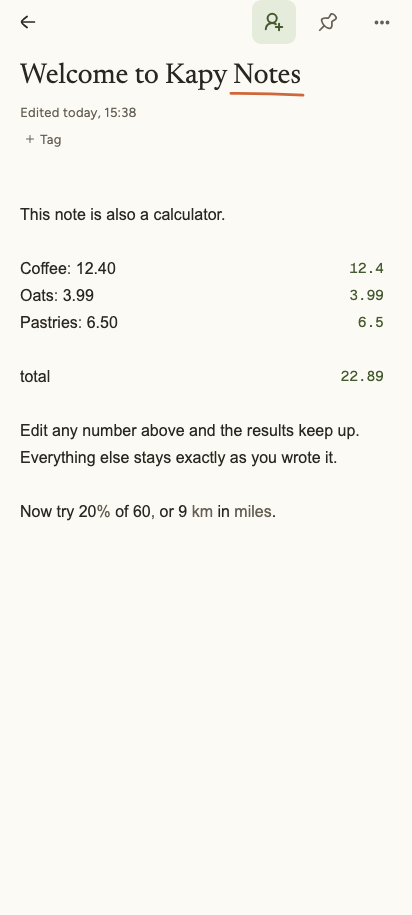 Welcome to Kapy Notes
Edited today, 15:38
+ Tag
This note is also a calculator.
Coffee: 12.40 12.4
Oats: 3.99 3.99
Pastries: 6.50 6.5
total 22.89
Edit any number above and the results keep up.
Everything else stays exactly as you wrote it.
Now try 20% of 60, or 9 km in miles.